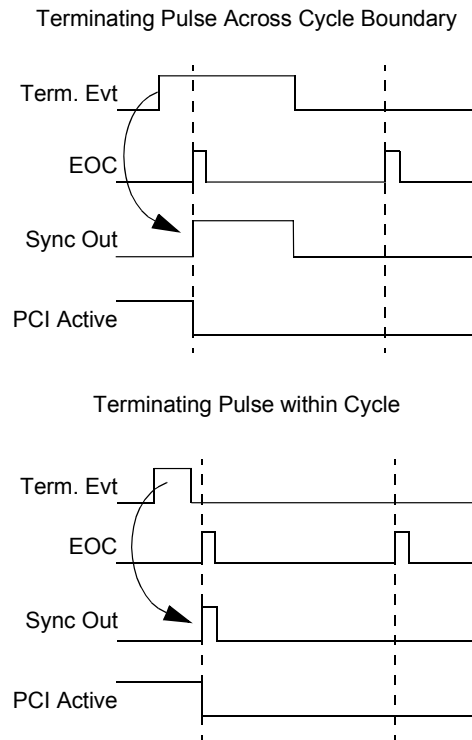 Terminating Pulse Across Cycle Boundary
Term. Evt
EOC
Sync Out
PCI Active
Terminating Pulse within Cycle
Term. Evt
EOC
Sync Out
PCI Active